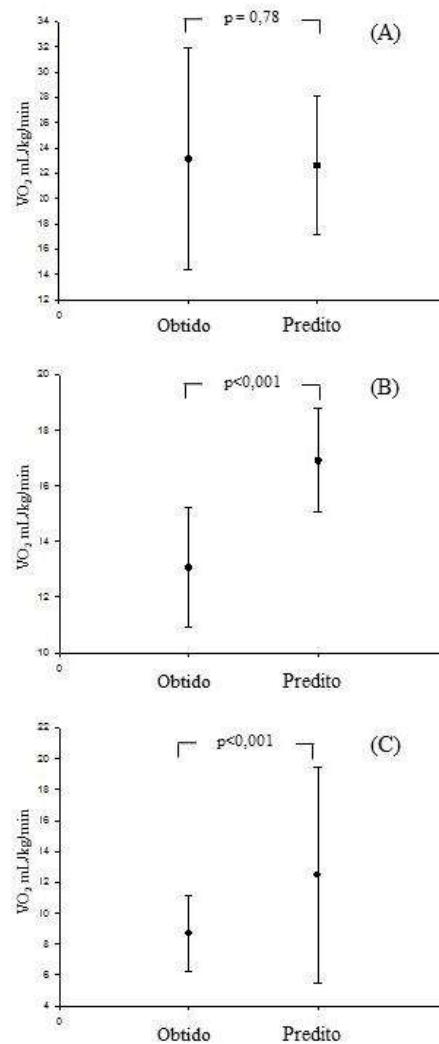 p = 0,78
(A)
34
32
30
28
26
24
22
20
18
16
14
12
0
VO₂ mL/kg/min
Obtido
Predito
p<0,001
(B)
20
18
16
14
12
10
0
VO₂ mL/kg/min
Obtido
Predito
p<0,001
(C)
22
20
18
16
14
12
10
8
6
4
0
VO₂ mL/kg/min
Obtido
Predito